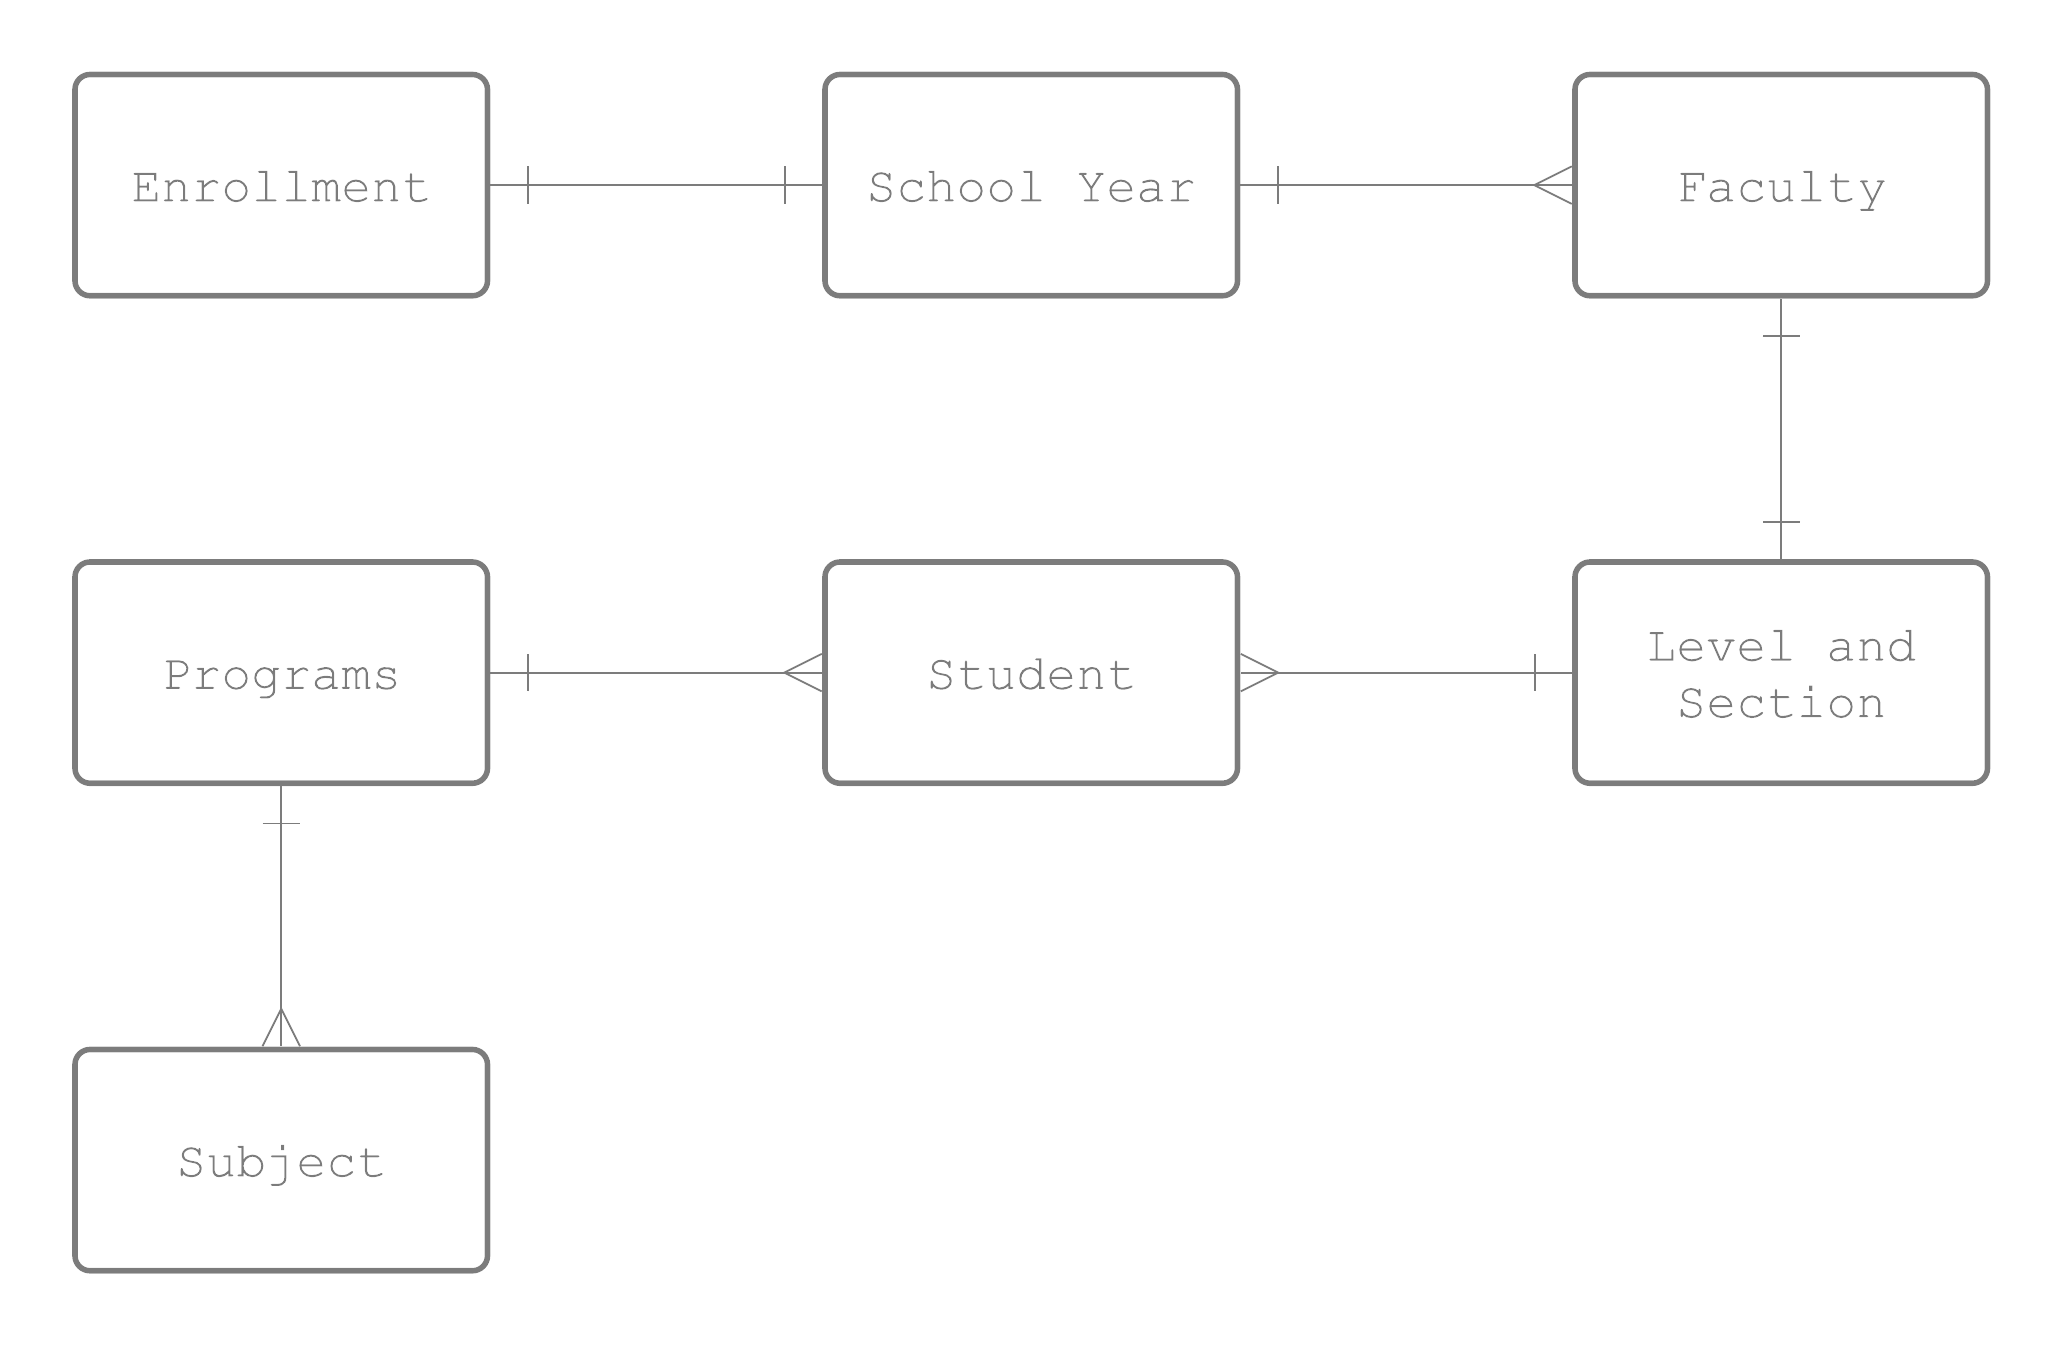 Enrollment
School Year
Faculty
Programs
Student
Level and
Section
Subject